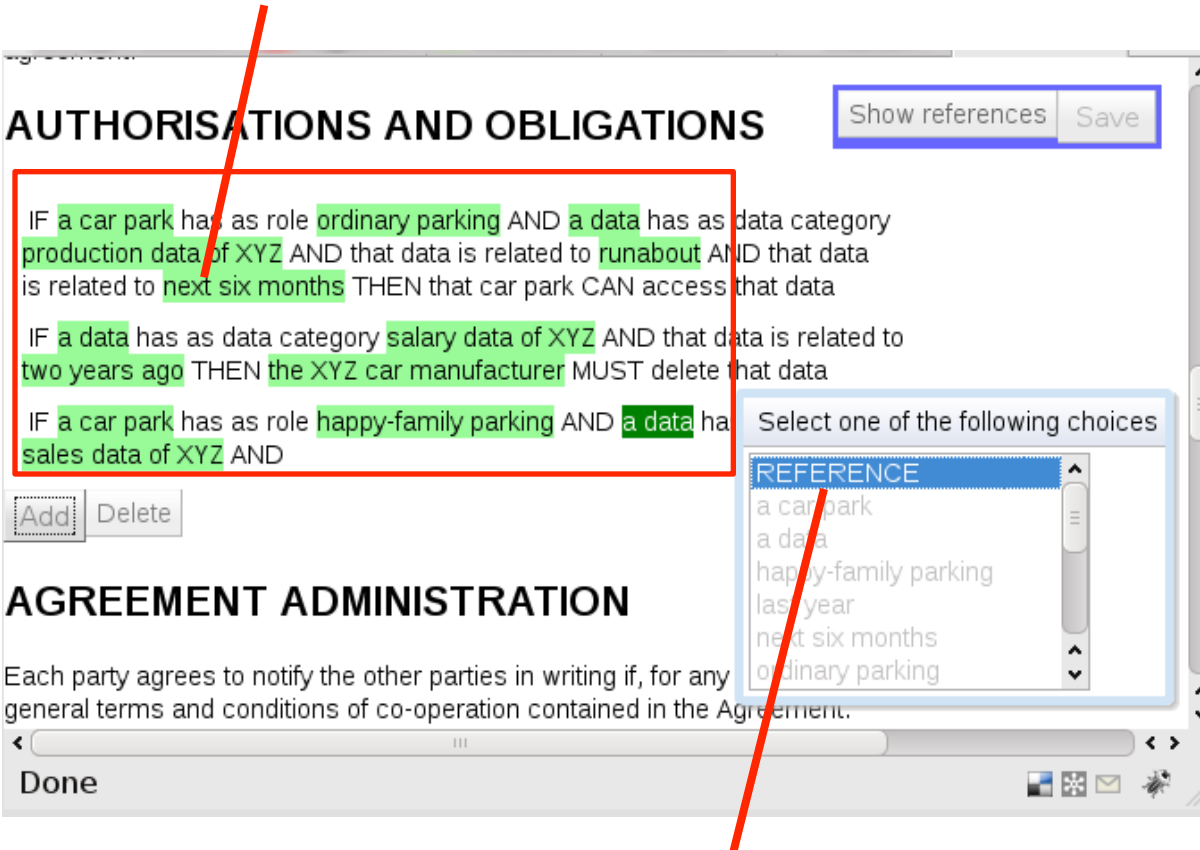 agreement.
AUTHORISATIONS AND OBLIGATIONS
Show references Save
IF a car park has as role ordinary parking AND a data has as data category
production data of XYZ AND that data is related to runabout AND that data
is related to next six months THEN that car park CAN access that data
IF a data has as data category salary data of XYZ AND that data is related to
two years ago THEN the XYZ car manufacturer MUST delete that data
IF a car park has as role happy-family parking AND a data ha
sales data of XYZ AND
Select one of the following choices
REFERENCE
a car park
a data
happy-family parking
last year
next six months
ordinary parking
Add Delete
AGREEMENT ADMINISTRATION
Each party agrees to notify the other parties in writing if, for any
general terms and conditions of co-operation contained in the Agreement.
Done